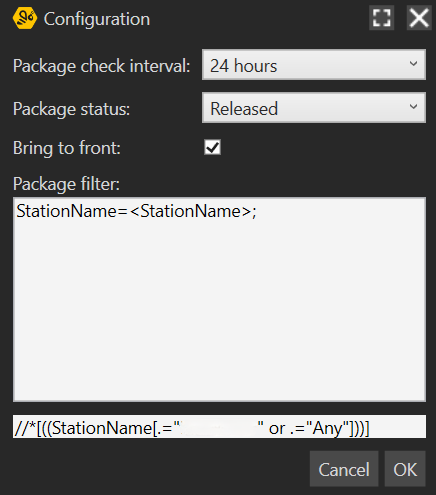 Configuration
Package check interval: 24 hours
Package status: Released
Bring to front:
Package filter:
StationName=<StationName>;
//*[((StationName[.=" " or .="Any"]))]
Cancel OK